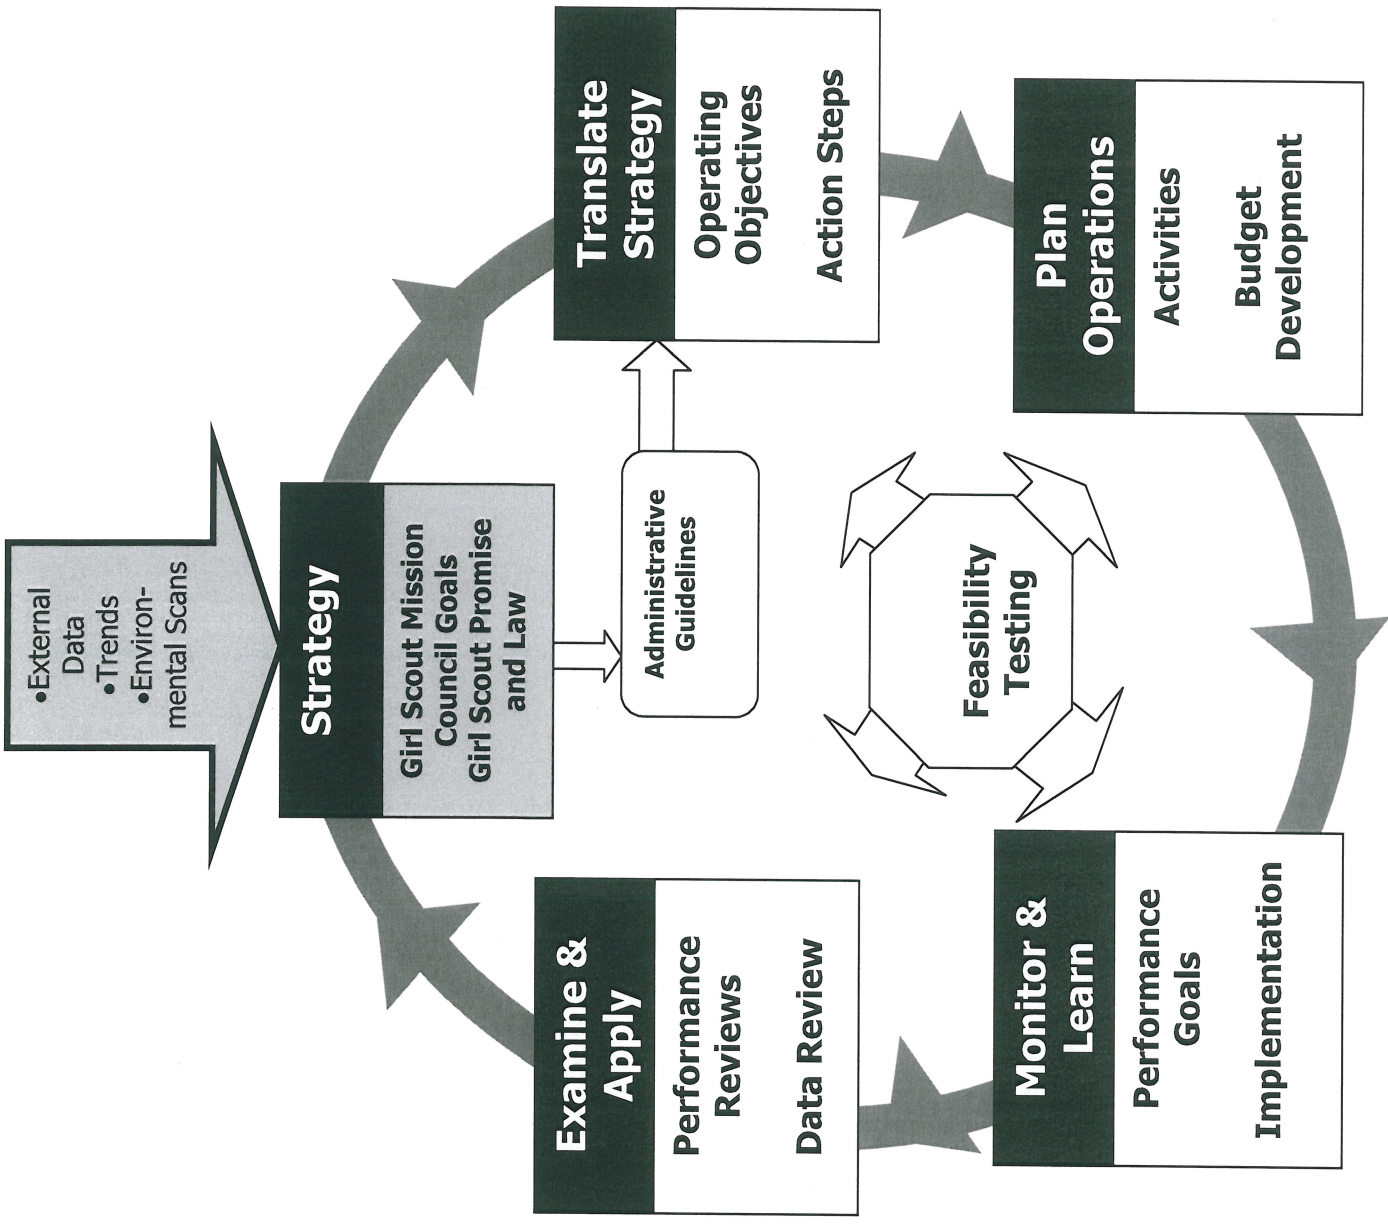 •External
Data
•Trends
•Environ-
mental Scans
Strategy
Girl Scout Mission
Council Goals
Girl Scout Promise
and Law
Administrative
Guidelines
Translate
Strategy
Operating
Objectives
Action Steps
Plan
Operations
Activities
Budget
Development
Monitor &
Learn
Performance
Goals
Implementation
Examine &
Apply
Performance
Reviews
Data Review
Feasibility
Testing